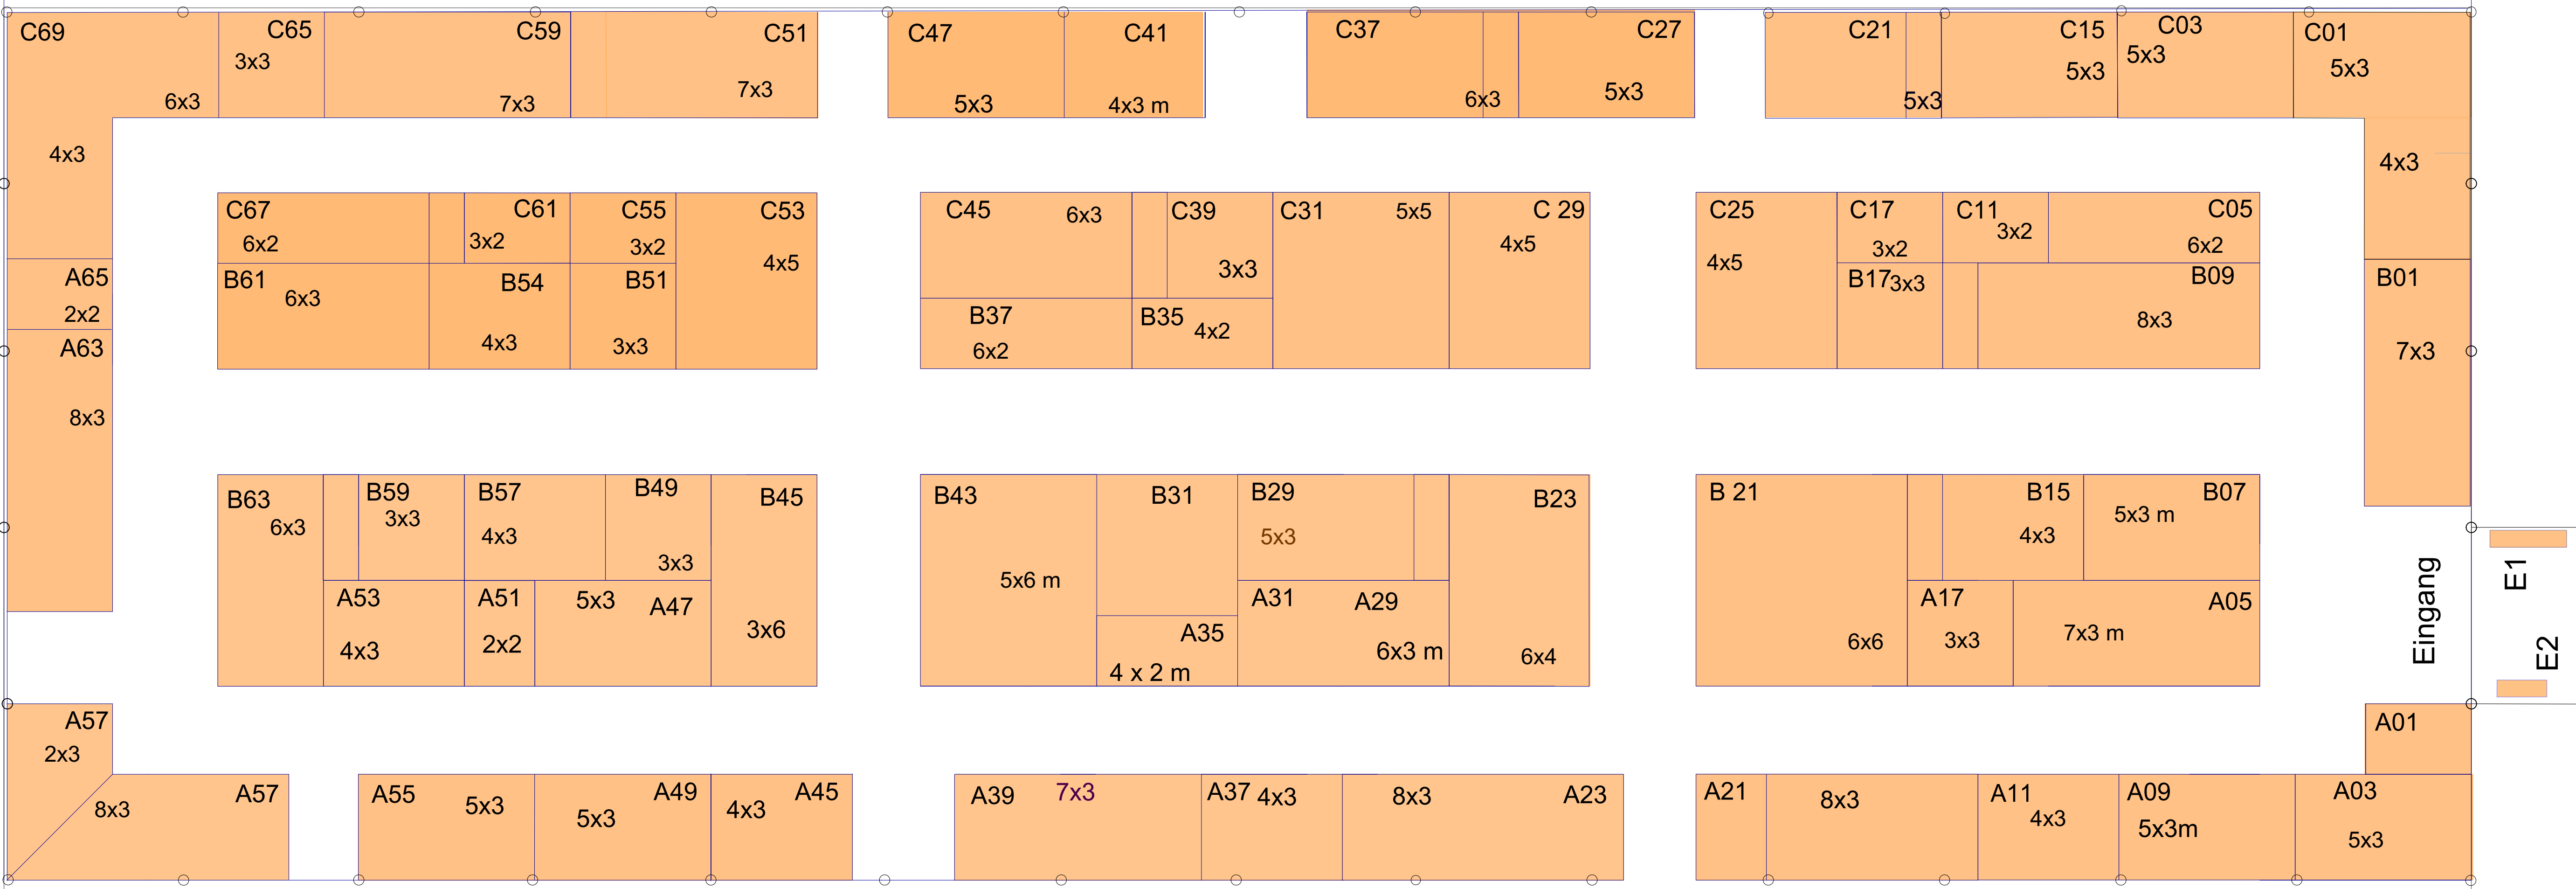 C69
6x3
4x3
C65
3x3
C59
7x3
C51
7x3
C47
5x3
C41
4x3 m
C37
6x3
C27
5x3
C21
5x3
C15
5x3
C03
5x3
C01
5x3
4x3
C67
6x2
C61
3x2
C55
3x2
C53
4x5
B61
6x3
B54
4x3
B51
3x3
C45
6x3
C39
3x3
C31
5x5
C 29
4x5
B37
6x2
B35
4x2
C25
4x5
C17
3x2
C11
3x2
C05
6x2
B17
3x3
B09
8x3
A65
2x2
A63
8x3
B01
7x3
B63
6x3
B59
3x3
B57
4x3
B49
3x3
B45
3x6
A53
4x3
A51
2x2
5x3
A47
B43
5x6 m
B31
B29
5x3
B23
6x4
A35
4 x 2 m
A31
A29
6x3 m
B 21
6x6
B15
4x3
B07
5x3 m
A17
3x3
A05
7x3 m
Eingang
E1
E2
A57
2x3
8x3
A57
A55
5x3
A49
5x3
A45
4x3
A39
7x3
A37
4x3
8x3
A23
A21
8x3
A11
4x3
A09
5x3m
A03
5x3
A01